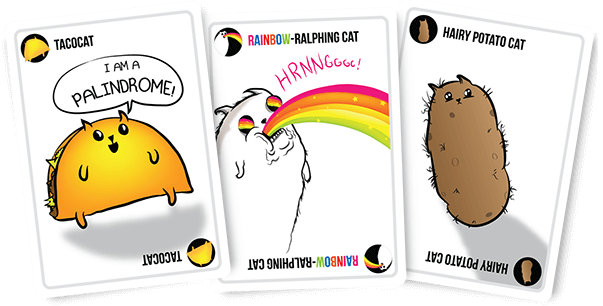 TACOCAT
I AM A
PALINDROME!
TACOCAT
RAINBOW-RALPHING CAT
HRNNGGGG!
RAINBOW-RALPHING CAT
HAIRY POTATO CAT
HAIRY POTATO CAT